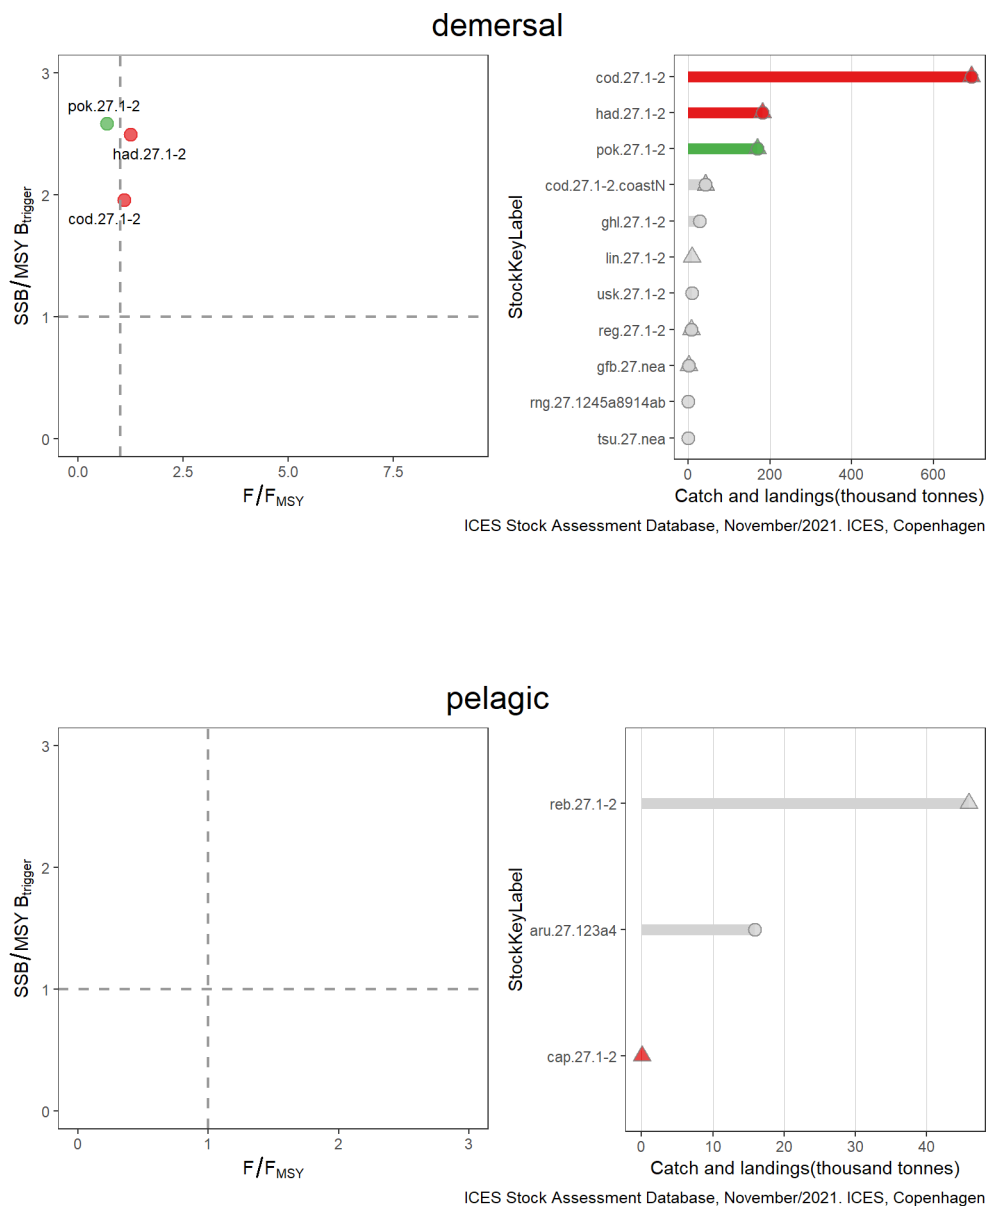 demersal
3
2
1
0
SSB/MSY Btrigger
pok.27.1-2
had.27.1-2
cod.27.1-2
0.0 2.5 5.0 7.5
F/FMSY
StockKeyLabel
cod.27.1-2
had.27.1-2
pok.27.1-2
cod.27.1-2.coastN
ghl.27.1-2
lin.27.1-2
usk.27.1-2
reg.27.1-2
gfb.27.nea
rng.27.1245a8914ab
tsu.27.nea
0 200 400 600
Catch and landings(thousand tonnes)
ICES Stock Assessment Database, November/2021. ICES, Copenhagen
pelagic
3
2
1
0
SSB/MSY Btrigger
0 1 2 3
F/FMSY
StockKeyLabel
reb.27.1-2
aru.27.123a4
cap.27.1-2
0 10 20 30 40
Catch and landings(thousand tonnes)
ICES Stock Assessment Database, November/2021. ICES, Copenhagen